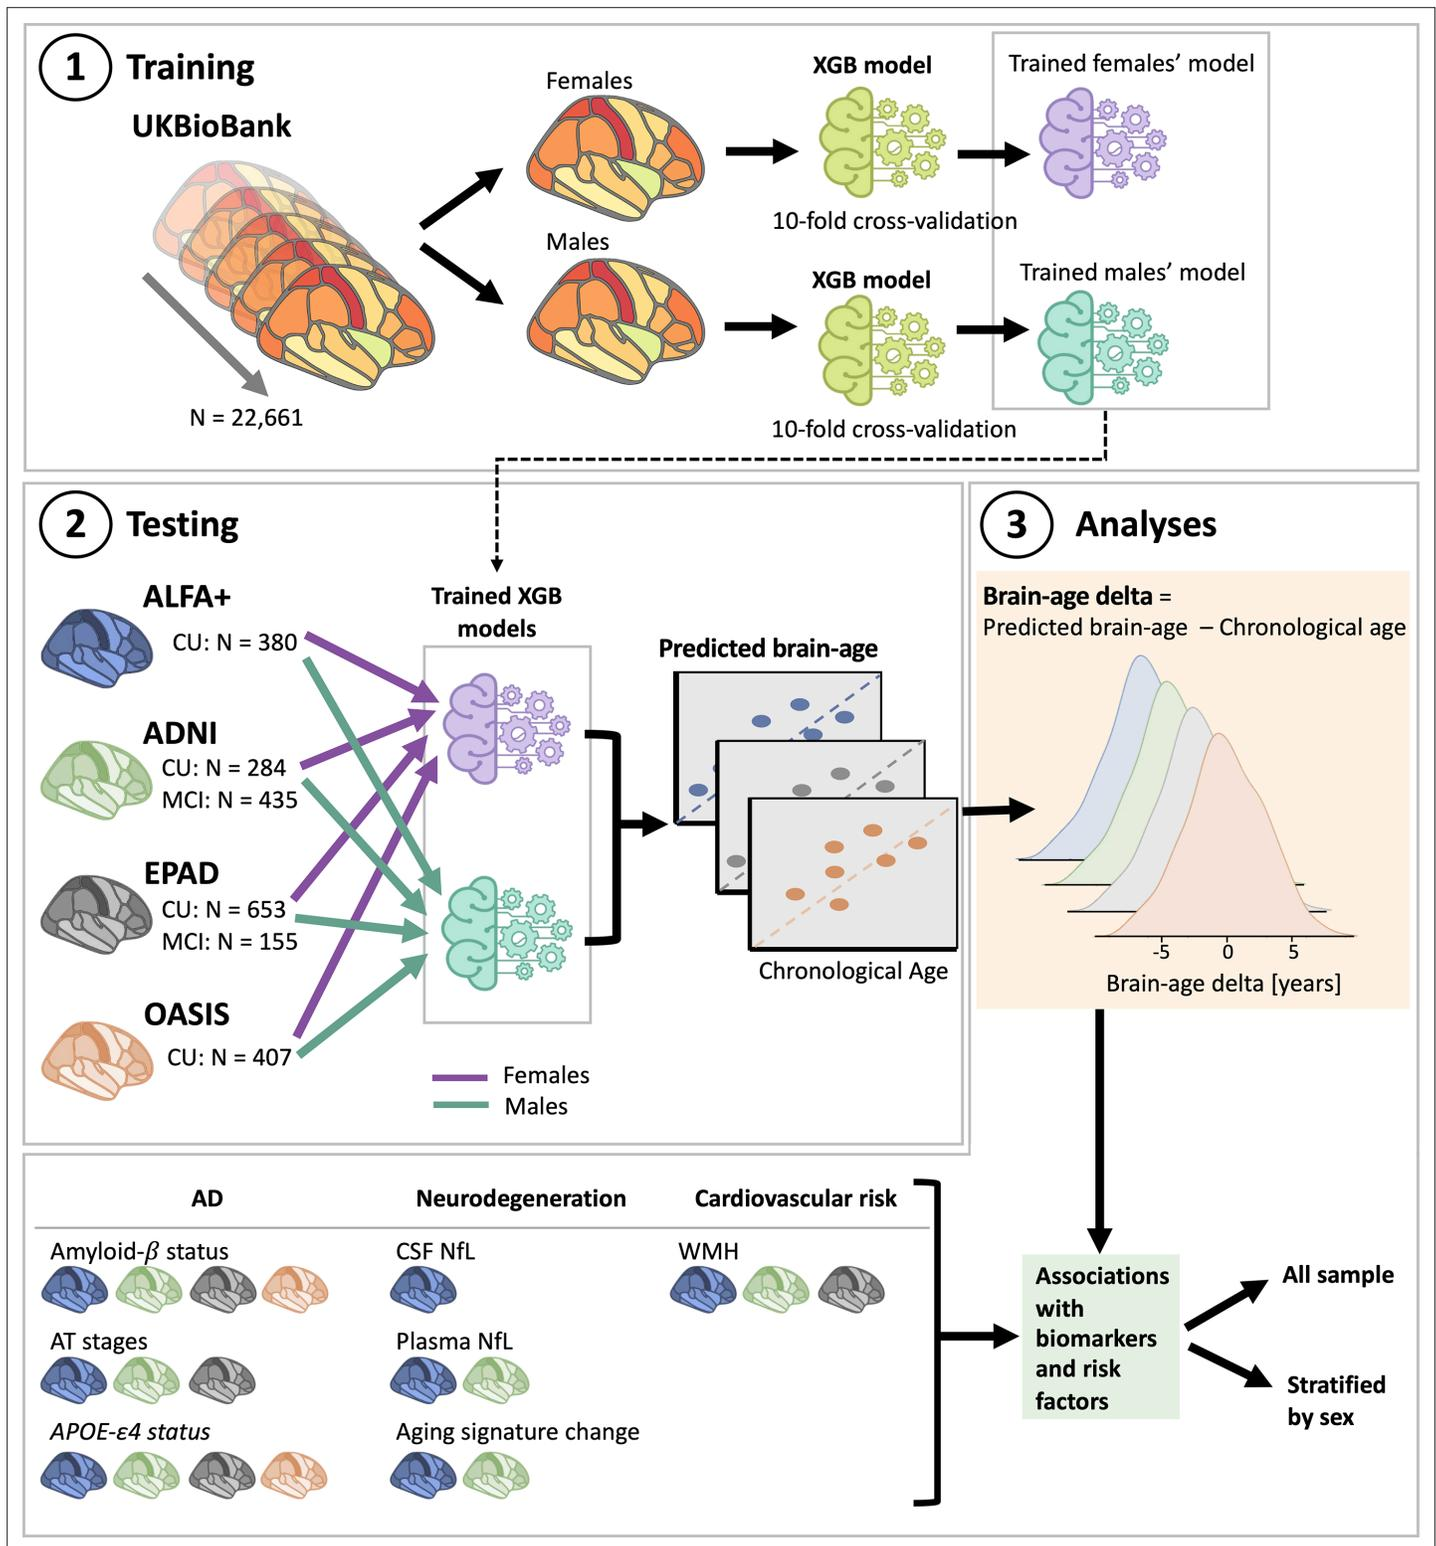 1 Training
UKBioBank
N = 22,661
Females
Males
XGB model
10-fold cross-validation
XGB model
10-fold cross-validation
Trained females’ model
Trained males’ model
2 Testing
ALFA+
CU: N = 380
ADNI
CU: N = 284
MCI: N = 435
EPAD
CU: N = 653
MCI: N = 155
OASIS
CU: N = 407
Trained XGB
models
Females
Males
Predicted brain-age
Chronological Age
3 Analyses
Brain-age delta =
Predicted brain-age – Chronological age
-5 0 5
Brain-age delta [years]
AD
Amyloid-β status
AT stages
APOE-ε4 status
Neurodegeneration
CSF NfL
Plasma NfL
Aging signature change
Cardiovascular risk
WMH
Associations
with
biomarkers
and risk
factors
All sample
Stratified
by sex